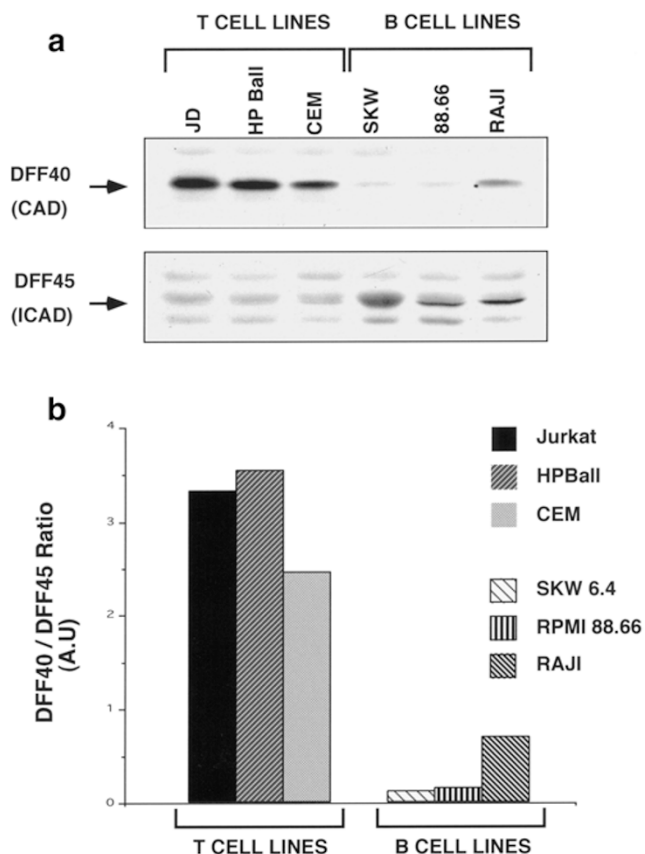 a
T CELL LINES B CELL LINES
JD HP Ball CEM SKW 88.66 RAJI
DFF40
(CAD)
DFF45
(ICAD)
b
4
3
2
1
0
DFF40 / DFF45 Ratio
(A.U)
Jurkat
HPBall
CEM
SKW 6.4
RPMI 88.66
RAJI
T CELL LINES B CELL LINES